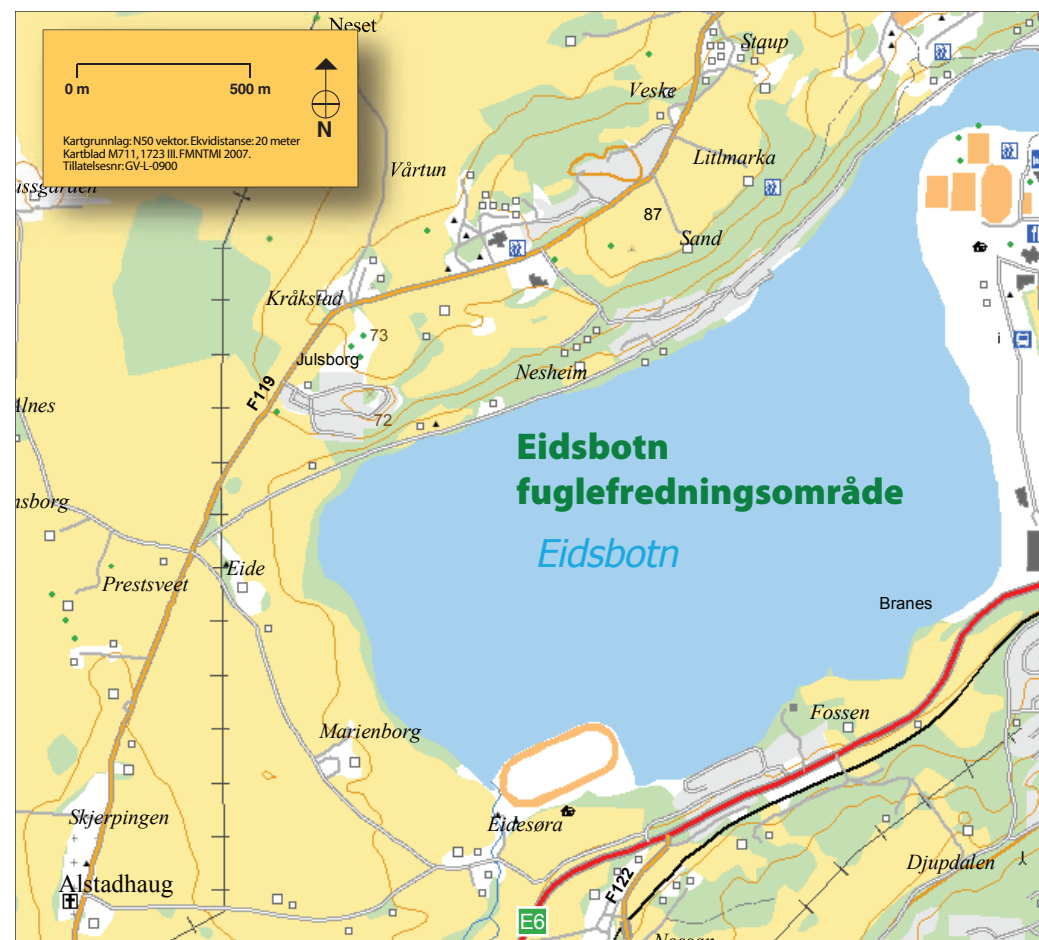 Neset
0 m 500 m
N
Kartgrunnlag: N50 vektor. Ekvidistanse: 20 meter
Kartblad M711, 1723 III. FMNTMI 2007.
Tillatelsesnr: GV-L-0900
Staup
Veske
Litlmarka
Vårtun
87
Sand
Kråkstad
73
Julsborg
i
Nesheim
F119
Alnes
72
Eidsbotn
fuglefredningsområde
nsborg
Eidsbotn
Eide
Prestsveet
Branes
Fossen
Marienborg
Skjerpingen
Eidesøra
Djupdalen
Alstadhaug
F122
E6